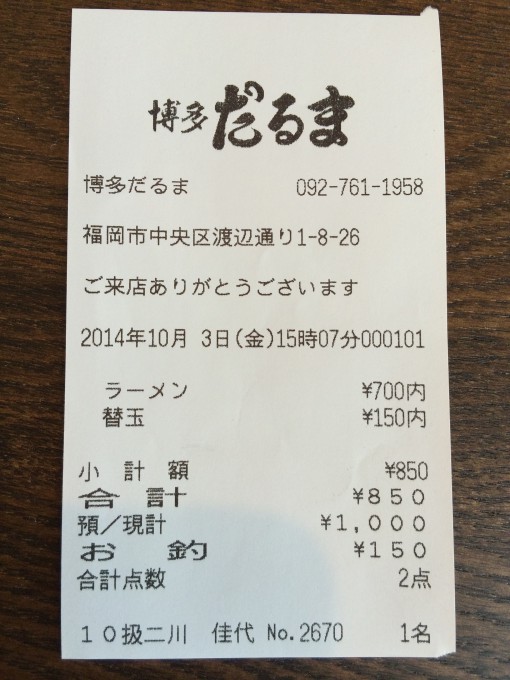 博多だるま
博多だるま 092-761-1958
福岡市中央区渡辺通り1-8-26
ご来店ありがとうございます
2014年10月 3日(金)15時07分000101
ラーメン ¥700内
替玉 ¥150内
小 計 額 ¥850
合 計 ¥850
預/現計 ¥1,000
お 釣 ¥150
合計点数 2点
10扱二川 佳代 No.2670 1名